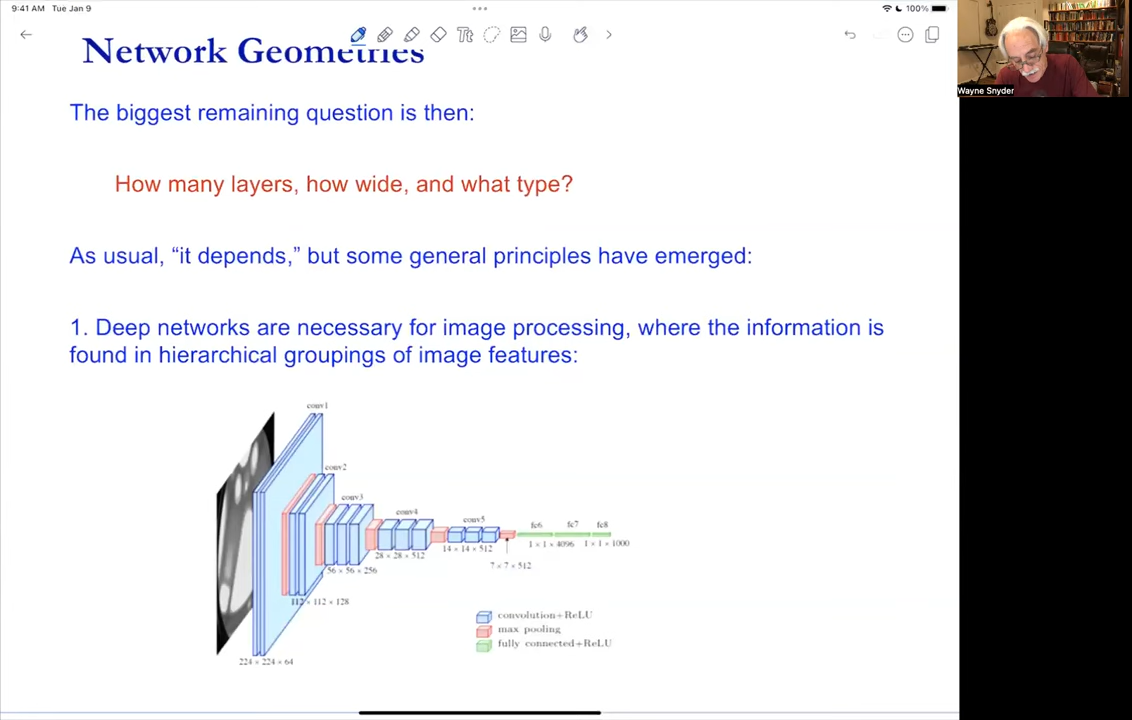 9:41 AM Tue Jan 9
100%
Network Geometries
Tt
Wayne Snyder
The biggest remaining question is then:
How many layers, how wide, and what type?
As usual, “it depends,” but some general principles have emerged:
1. Deep networks are necessary for image processing, where the information is
found in hierarchical groupings of image features:
conv1
conv2
conv3
conv4
conv5
fc6
fc7
fc8
1 × 1 × 4096
1 × 1 × 1000
14 × 14 × 512
28 × 28 × 512
7 × 7 × 512
56 × 56 × 256
112 × 112 × 128
224 × 224 × 64
convolution+ReLU
max pooling
fully connected+ReLU